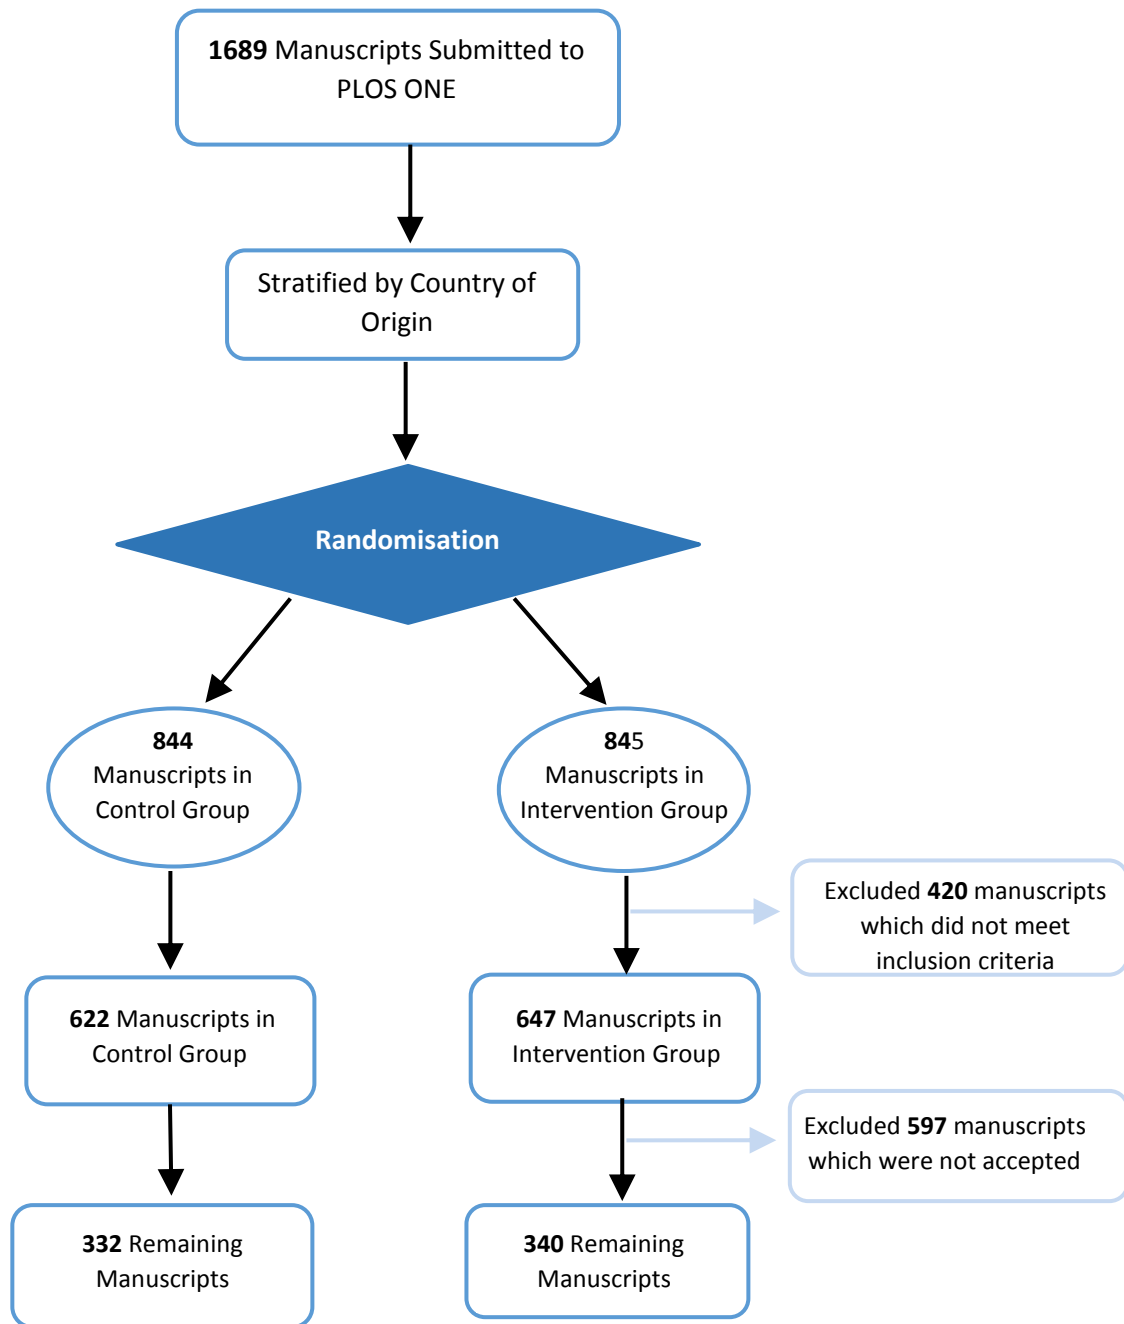 1689 Manuscripts Submitted to
PLOS ONE
Stratified by Country of
Origin
Randomisation
844
Manuscripts in
Control Group
845
Manuscripts in
Intervention Group
Excluded 420 manuscripts
which did not meet
inclusion criteria
622 Manuscripts in
Control Group
647 Manuscripts in
Intervention Group
Excluded 597 manuscripts
which were not accepted
332 Remaining
Manuscripts
340 Remaining
Manuscripts